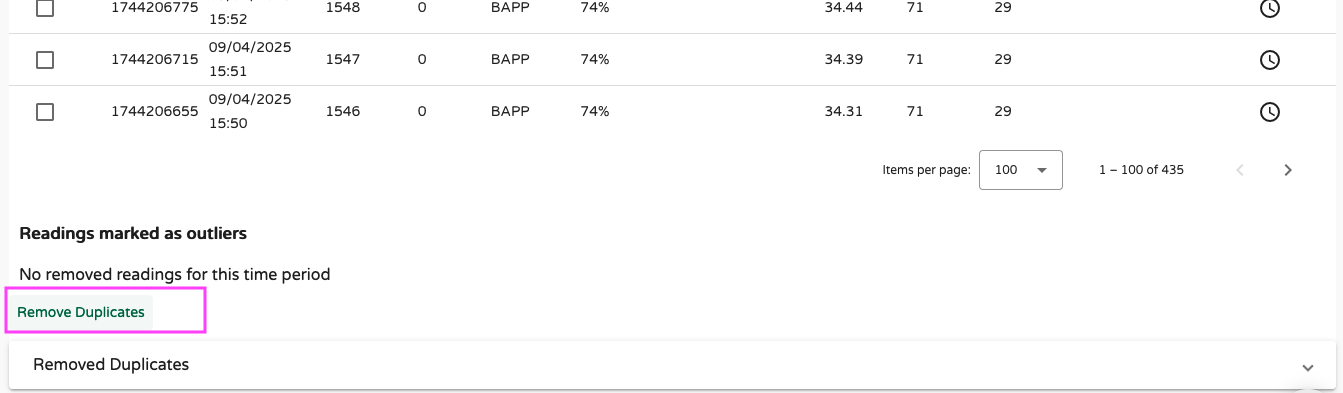 1744206775 15:52 1548 0 BAPP 74% 34.44 71 29
09/04/2025
1744206715 1547 0 BAPP 74% 34.39 71 29
15:51
09/04/2025
1744206655 1546 0 BAPP 74% 34.31 71 29
15:50
Items per page: 100 1 – 100 of 435
Readings marked as outliers
No removed readings for this time period
Remove Duplicates
Removed Duplicates